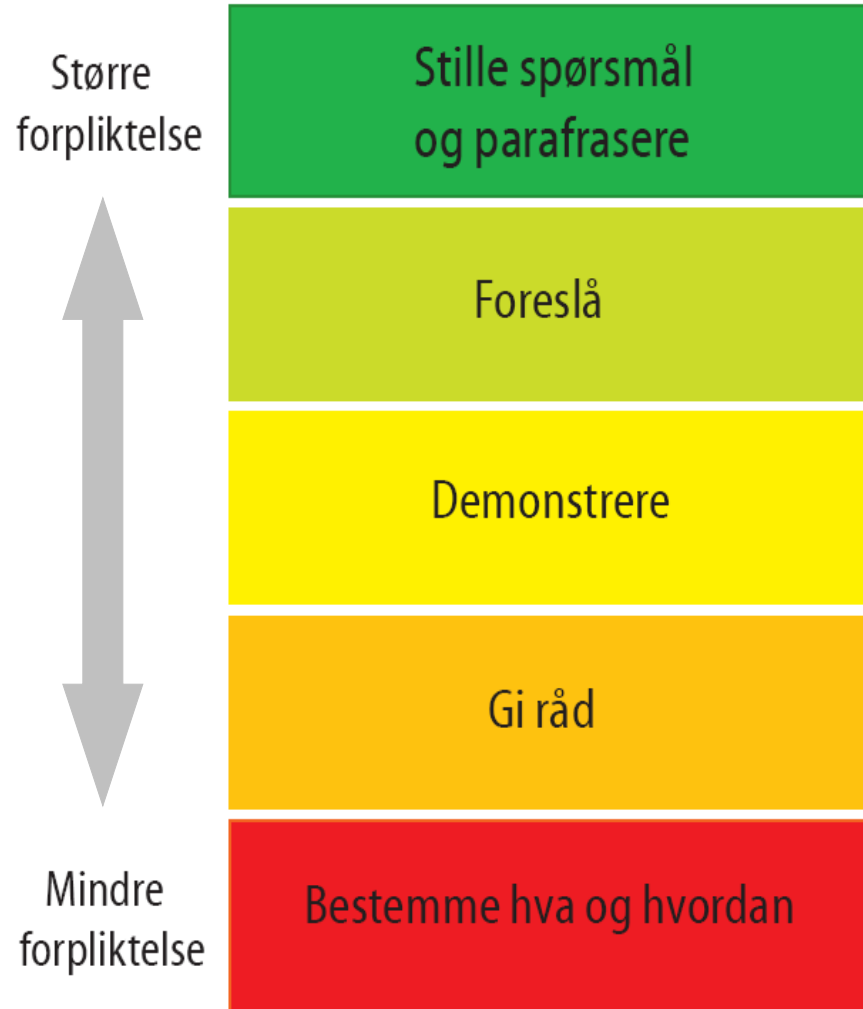 Større
forpliktelse
Stille spørsmål
og parafrasere
Foreslå
Demonstrere
Gi råd
Mindre
forpliktelse
Bestemme hva og hvordan